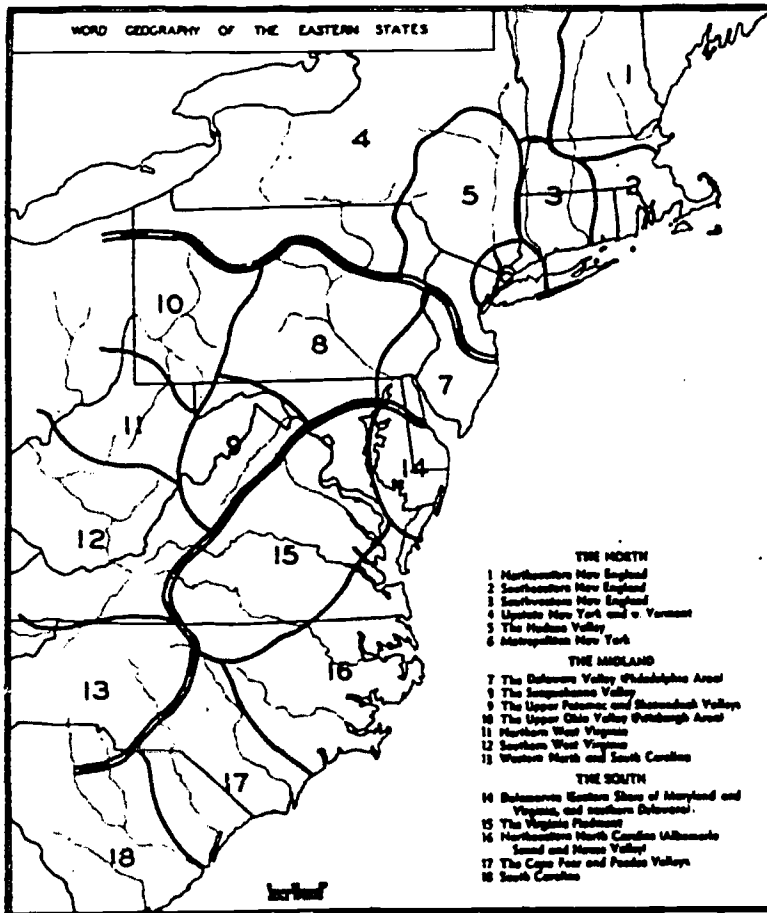 WORD GEOGRAPHY OF THE EASTERN STATES
1
4
5
3
2
10
8
7
11
9
14
12
15
16
13
17
18
THE NORTH
1 Northeastern New England
2 Southeastern New England
3 Southwestern New England
4 Upstate New York and w. Vermont
5 The Hudson Valley
6 Metropolitan New York
THE MIDLAND
7 The Delaware Valley (Philadelphia Area)
9 The Susquehanna Valley
9 The Upper Potomac and Shenandoah Valleys
10 The Upper Ohio Valley (Pittsburgh Area)
11 Northern West Virginia
12 Southern West Virginia
13 Western North and South Carolina
THE SOUTH
14 Delamarvia (Eastern Shore of Maryland and
Virginia, and southern Delaware)
15 The Virginia Piedmont
16 Northeastern North Carolina (Albemarle
Sound and Neuse Valley)
17 The Cape Fear and Peedee Valleys
18 South Carolina